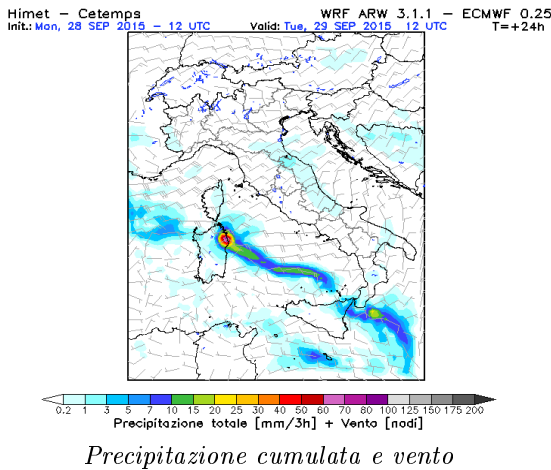 Himet – Cetemps WRF ARW 3.1.1 – ECMWF 0.25
Init.: Mon, 28 SEP 2015 – 12 UTC Valid: Tue, 29 SEP 2015 12 UTC T=+24h
0.2 1 3 5 7 10 15 20 25 30 40 50 60 70 80 100 125 150 175 200
Precipitazione totale [mm/3h] + Vento [nodi]
Precipitazione cumulata e vento